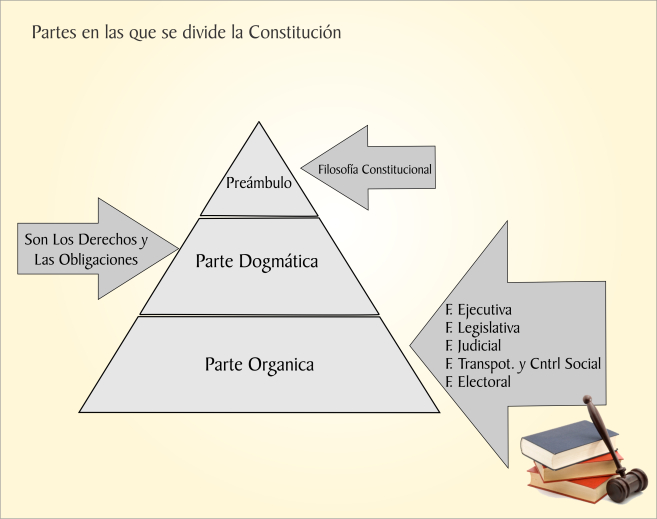 Partes en las que se divide la Constitución
Preámbulo
Filosofía Constitucional
Son Los Derechos y
Las Obligaciones
Parte Dogmática
Parte Organica
F. Ejecutiva
F. Legislativa
F. Judicial
F. Transpot. y Cntrl Social
F. Electoral